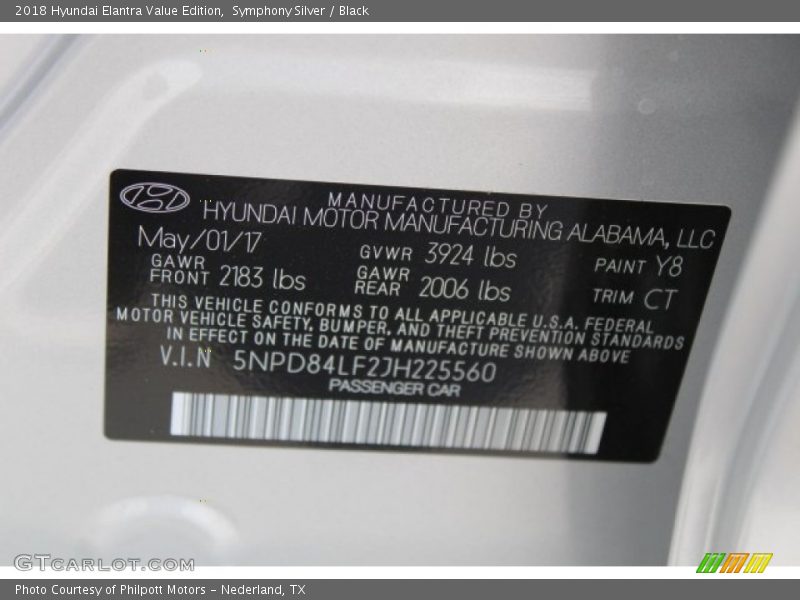 2018 Hyundai Elantra Value Edition,  Symphony Silver / Black
MANUFACTURED BY
HYUNDAI MOTOR MANUFACTURING ALABAMA, LLC
May/01/17 GVWR 3924 lbs PAINT Y8
GAWR FRONT 2183 lbs GAWR REAR 2006 lbs TRIM CT
THIS VEHICLE CONFORMS TO ALL APPLICABLE U.S.A. FEDERAL
MOTOR VEHICLE SAFETY, BUMPER, AND THEFT PREVENTION STANDARDS
IN EFFECT ON THE DATE OF MANUFACTURE SHOWN ABOVE
V.I.N 5NPD84LF2JH225560
PASSENGER CAR
GTCARLOT.COM
Photo Courtesy of Philpott Motors - Nederland, TX